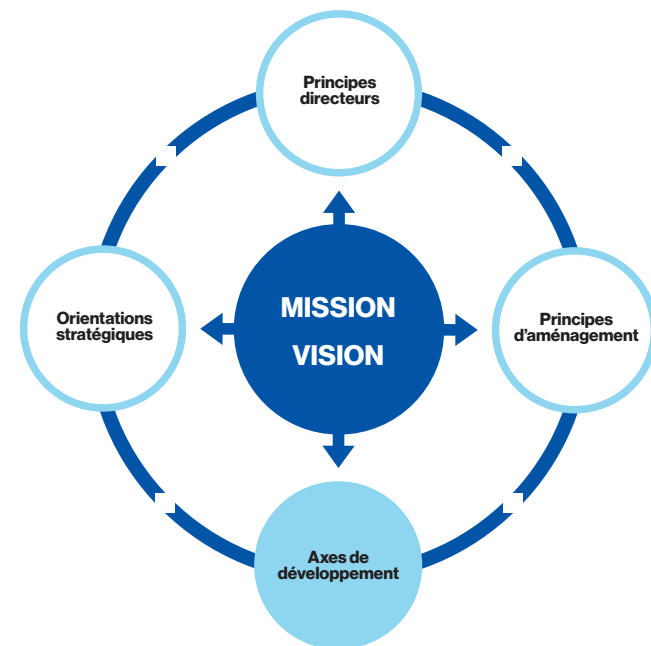 Principes
directeurs
Orientations
stratégiques
MISSION
VISION
Principes
d’aménagement
Axes de
développement